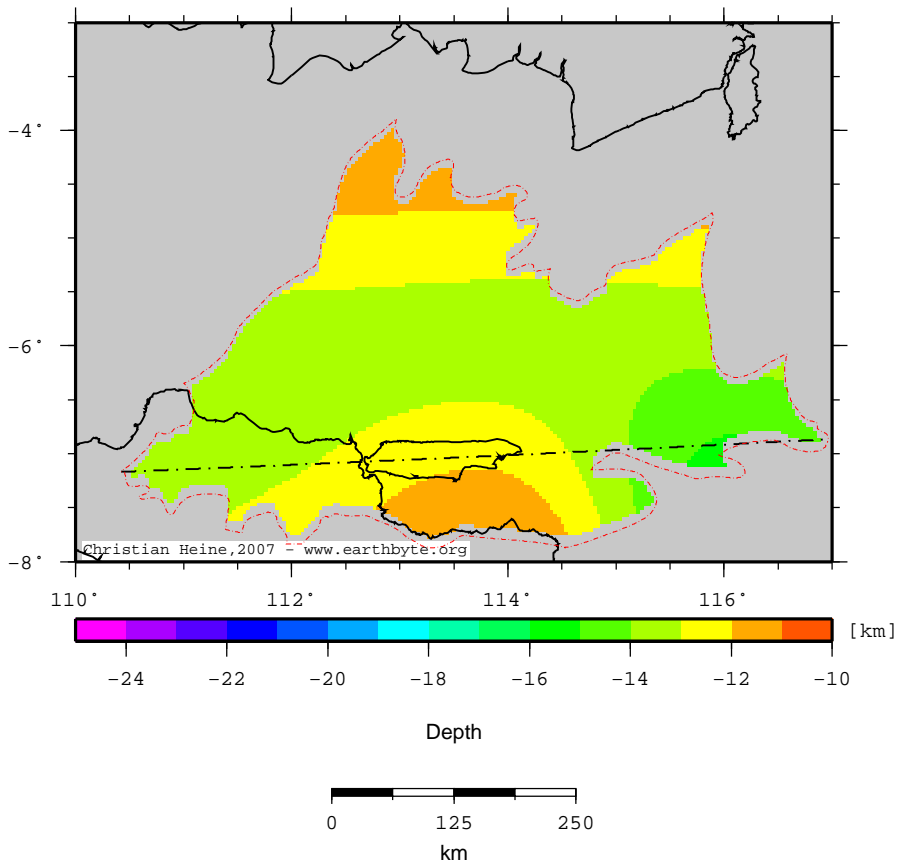 −4°
−6°
−8°
Christian Heine,2007 - www.earthbyte.org
110° 112° 114° 116°
[km]
−24 −22 −20 −18 −16 −14 −12 −10
Depth
0 125 250
km